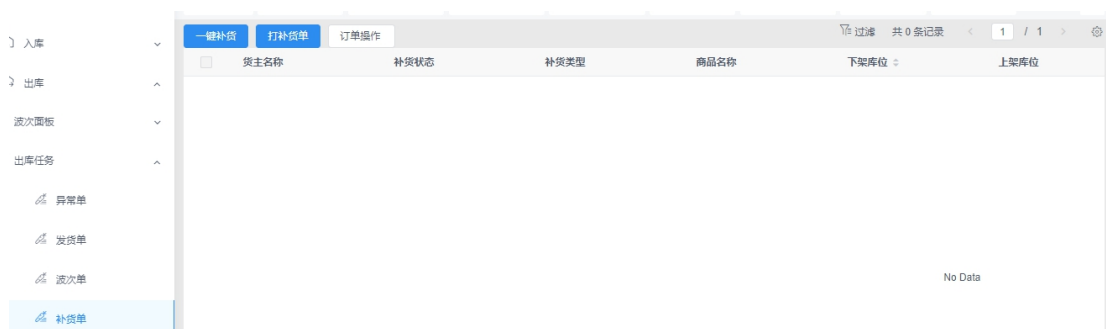 一键补货 打补货单 订单操作 过滤 共 0 条记录 1 / 1
货主名称 补货状态 补货类型 商品名称 下架库位 上架库位
入库
出库
波次面板
出库任务
异常单
发货单
波次单
补货单
No Data